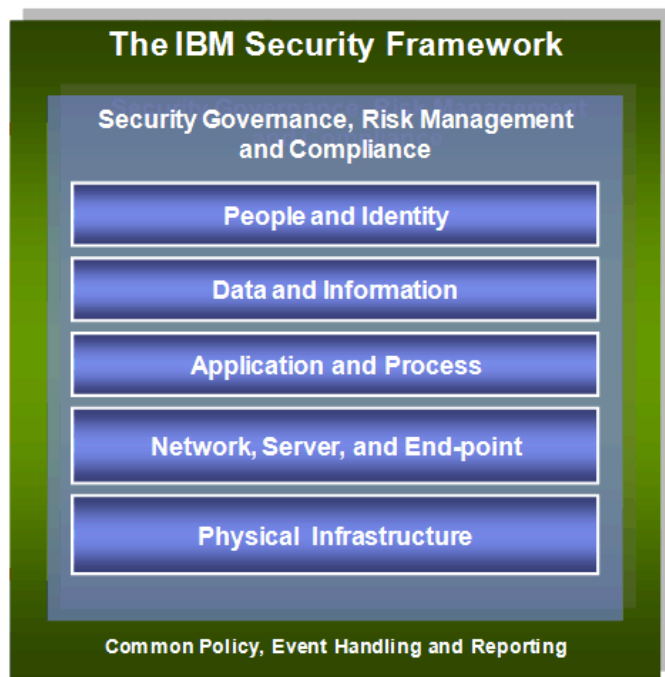 The IBM Security Framework
Security Governance, Risk Management
and Compliance
People and Identity
Data and Information
Application and Process
Network, Server, and End-point
Physical Infrastructure
Common Policy, Event Handling and Reporting